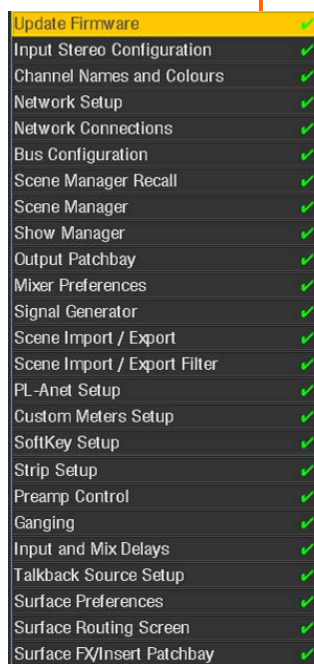 Update Firmware
Input Stereo Configuration
Channel Names and Colours
Network Setup
Network Connections
Bus Configuration
Scene Manager Recall
Scene Manager
Show Manager
Output Patchbay
Mixer Preferences
Signal Generator
Scene Import / Export
Scene Import / Export Filter
PL-Anet Setup
Custom Meters Setup
SoftKey Setup
Strip Setup
Preamp Control
Ganging
Input and Mix Delays
Talkback Source Setup
Surface Preferences
Surface Routing Screen
Surface FX/Insert Patchbay